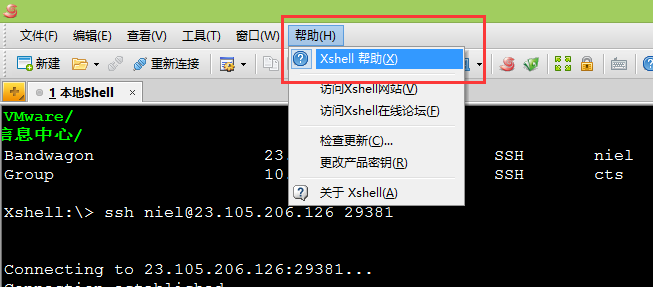 文件(F) 编辑(E) 查看(V) 工具(T) 窗口(W) 帮助(H)
新建 重新连接
Xshell 帮助(X)
访问Xshell网站(V)
访问Xshell在线论坛(F)
检查更新(C)...
更改产品密钥(R)
关于 Xshell(A)
1 本地Shell ×
VMware/
信息中心/
Bandwagon 23. SSH niel
Group 10. SSH cts
Xshell:\> ssh niel@23.105.206.126 29381
Connecting to 23.105.206.126:29381...
Connection established